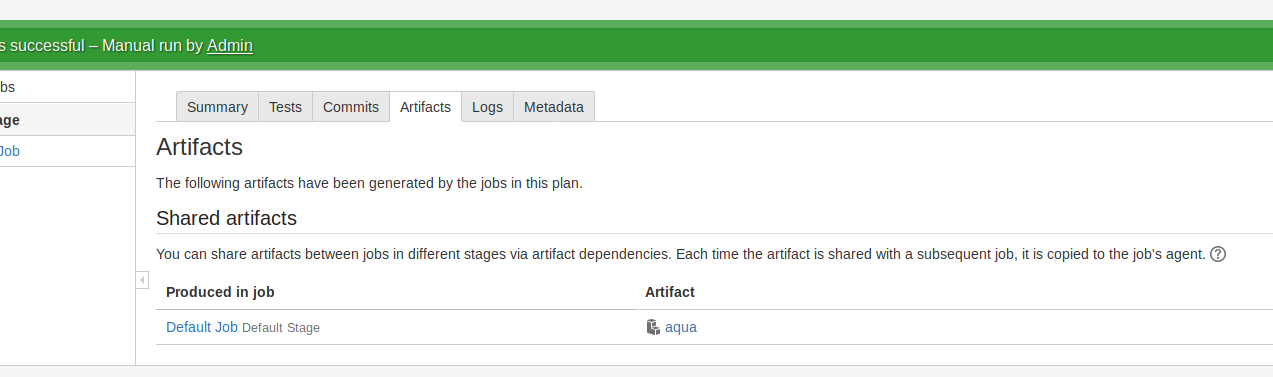 s successful – Manual run by Admin
bs
age
Job
Summary Tests Commits Artifacts Logs Metadata
Artifacts
The following artifacts have been generated by the jobs in this plan.
Shared artifacts
You can share artifacts between jobs in different stages via artifact dependencies. Each time the artifact is shared with a subsequent job, it is copied to the job's agent.
Produced in job Artifact
Default Job Default Stage aqua